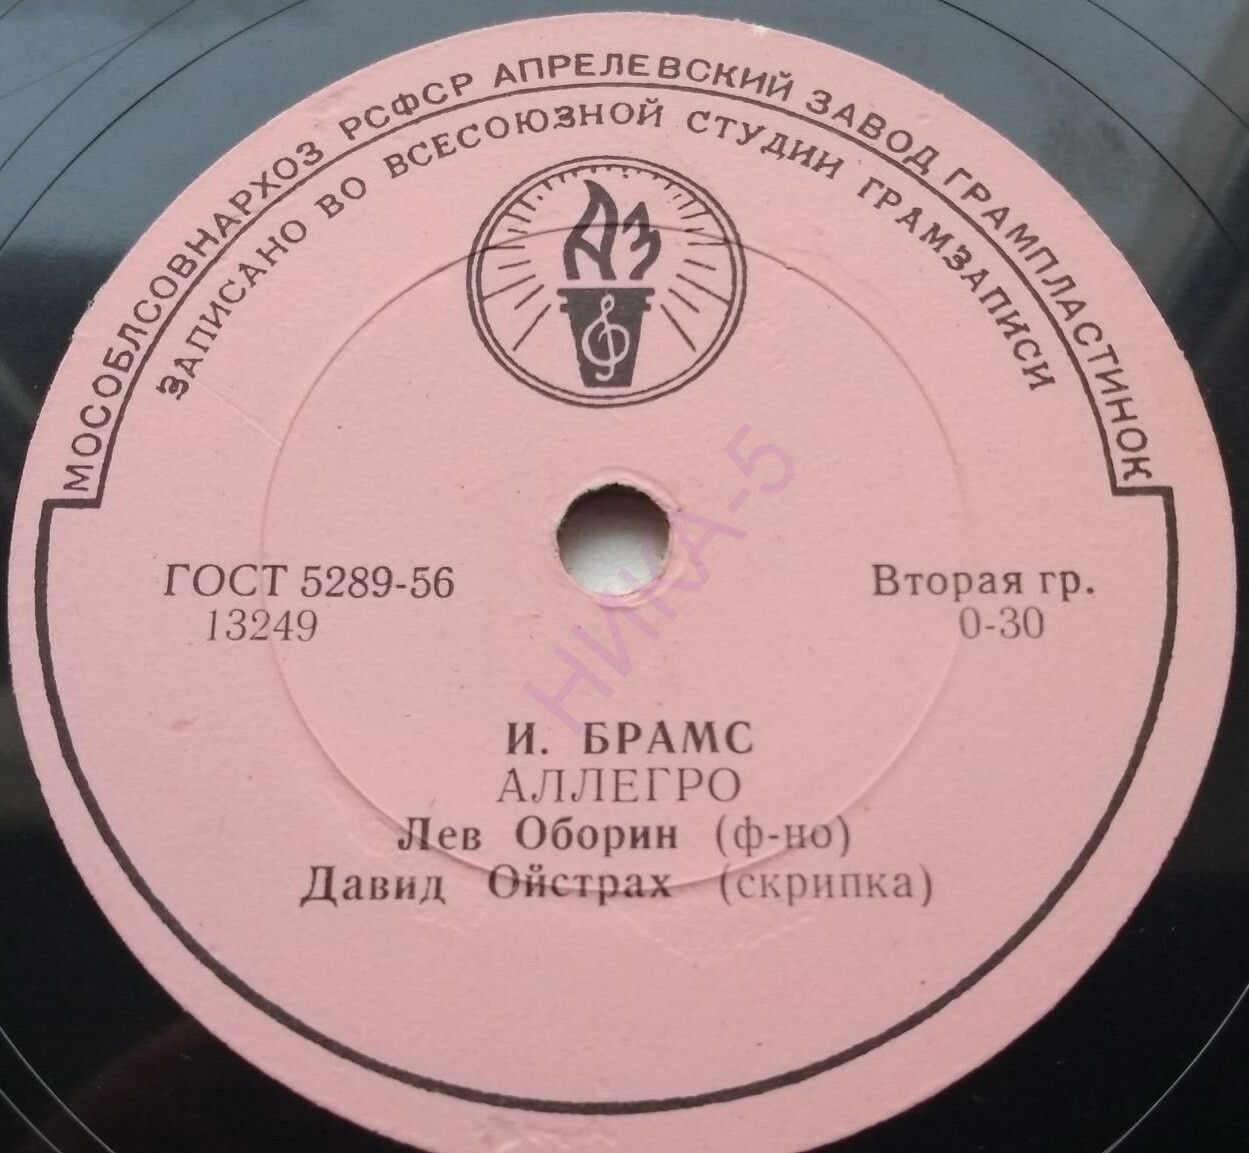 МОСОБЛСОВНАРХОЗ РСФСР АПРЕЛЕВСКИЙ ЗАВОД ГРАМПЛАСТИНОК
ЗАПИСАНО ВО ВСЕСОЮЗНОЙ СТУДИИ ГРАМЗАПИСИ
АЗ
ГОСТ 5289-56
13249
Вторая гр.
0-30
НИКА-5
И. БРАМС
АЛЛЕГРО
Лев Оборин (ф-но)
Давид Ойстрах (скрипка)